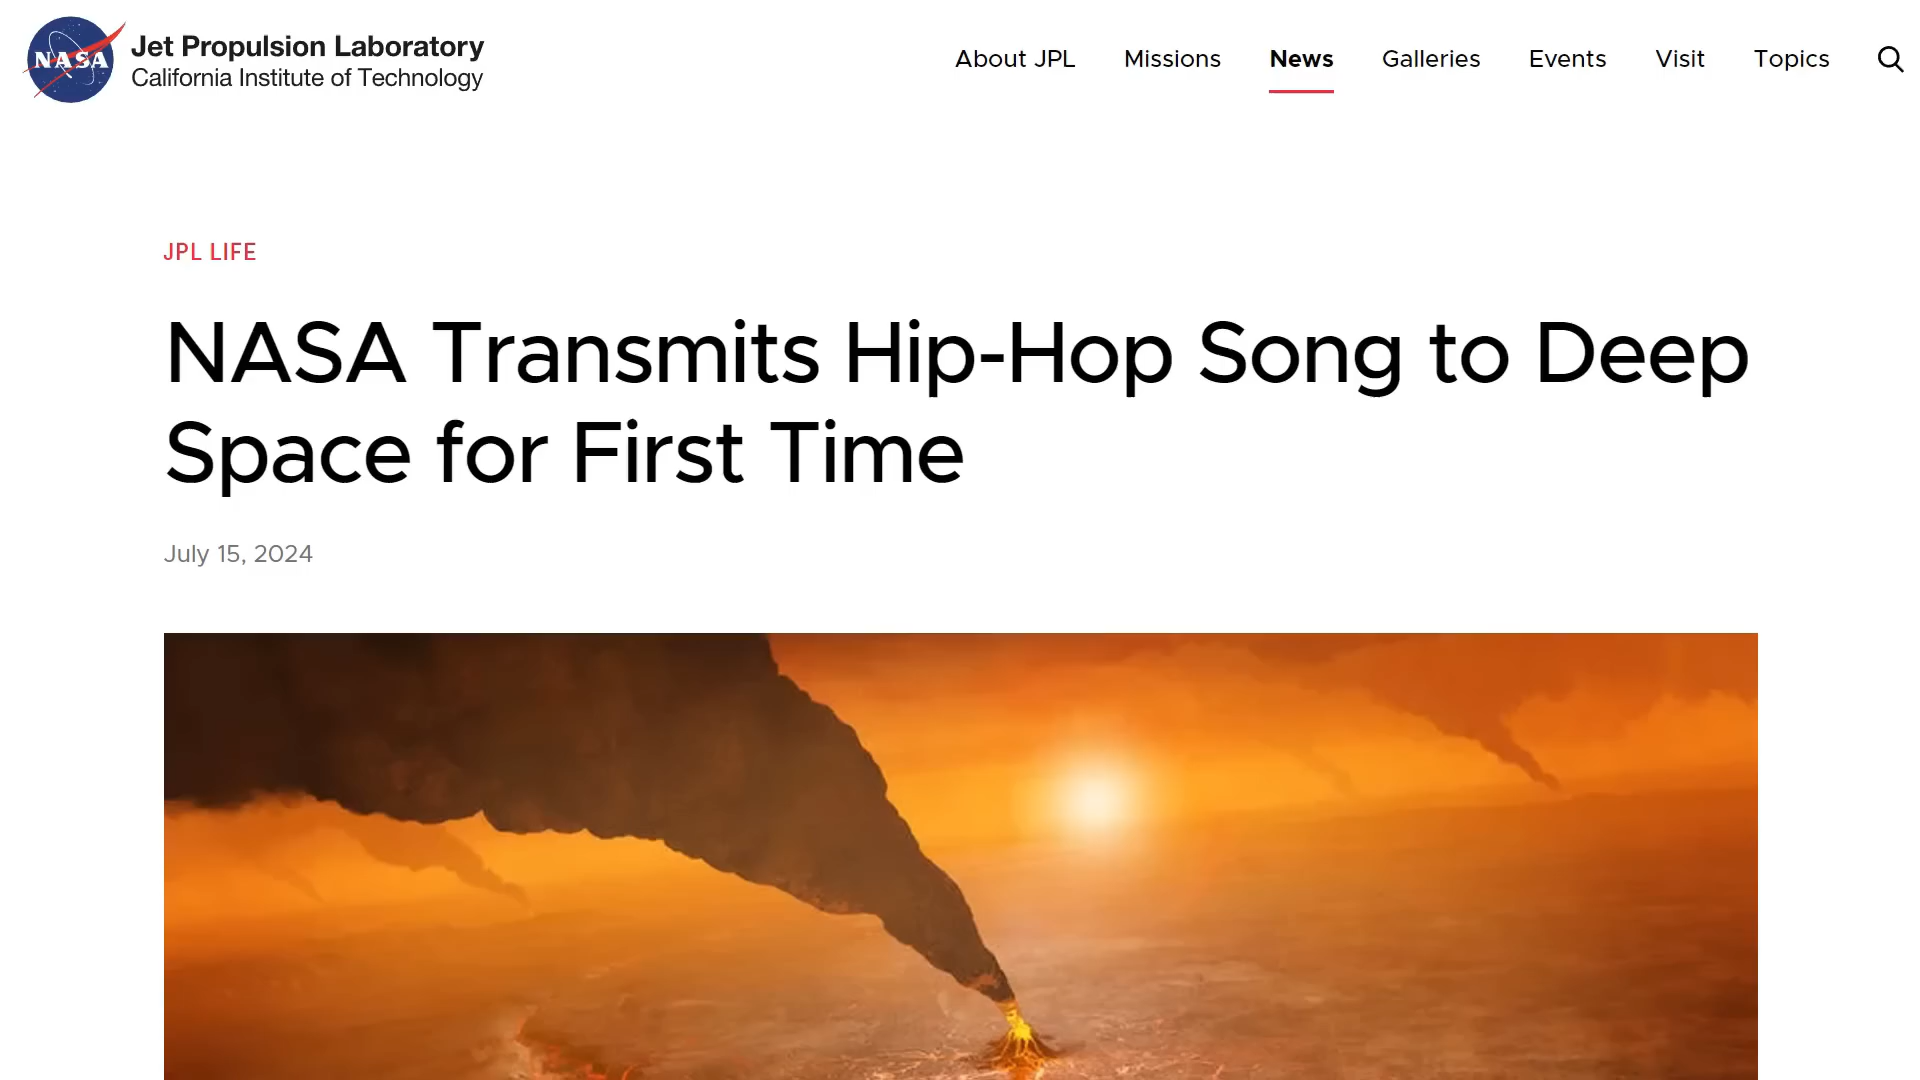 NASA
Jet Propulsion Laboratory
California Institute of Technology
About JPL Missions News Galleries Events Visit Topics
JPL LIFE
NASA Transmits Hip-Hop Song to Deep
Space for First Time
July 15, 2024